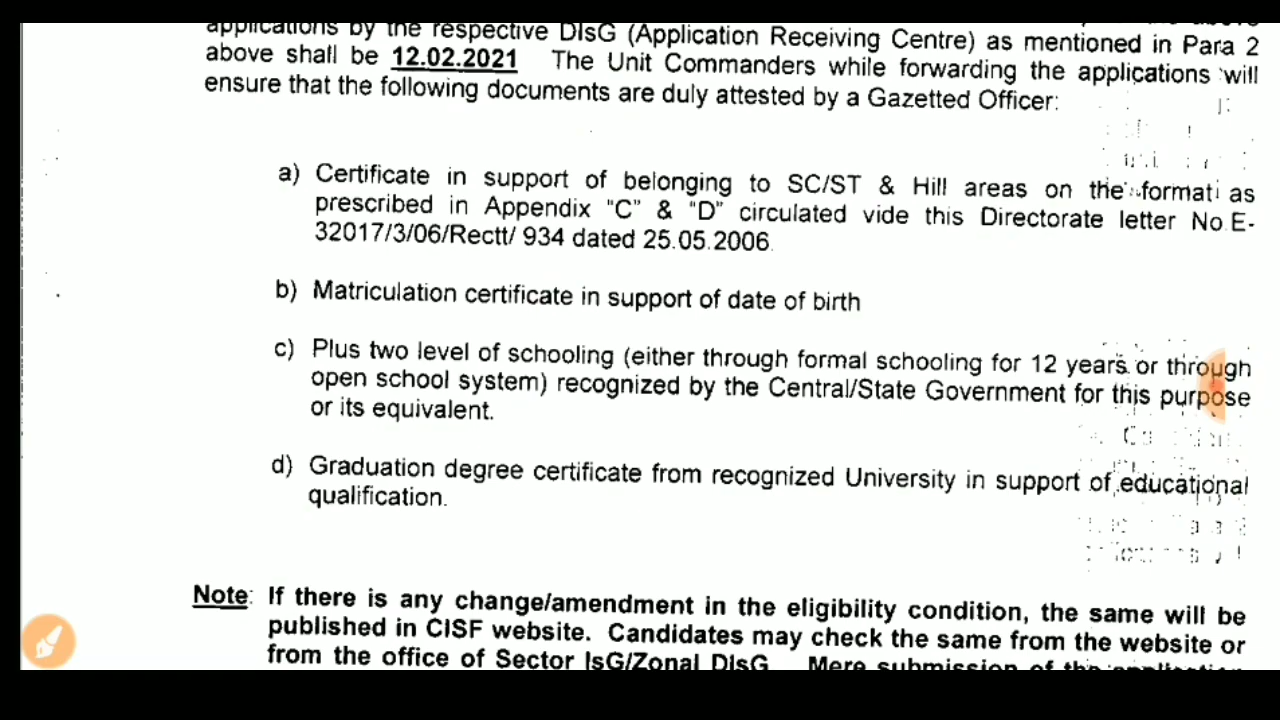 applications by the respective DIsG (Application Receiving Centre) as mentioned in Para 2
above shall be 12.02.2021 The Unit Commanders while forwarding the applications will
ensure that the following documents are duly attested by a Gazetted Officer:
a) Certificate in support of belonging to SC/ST & Hill areas on the format as
prescribed in Appendix "C" & "D" circulated vide this Directorate letter No.E-
32017/3/06/Rectt/ 934 dated 25.05.2006.
b) Matriculation certificate in support of date of birth
c) Plus two level of schooling (either through formal schooling for 12 years or through
open school system) recognized by the Central/State Government for this purpose
or its equivalent.
d) Graduation degree certificate from recognized University in support of educational
qualification.
Note: If there is any change/amendment in the eligibility condition, the same will be
published in CISF website. Candidates may check the same from the website or
from the office of Sector IsG/Zonal DIsG Mere submission of the application